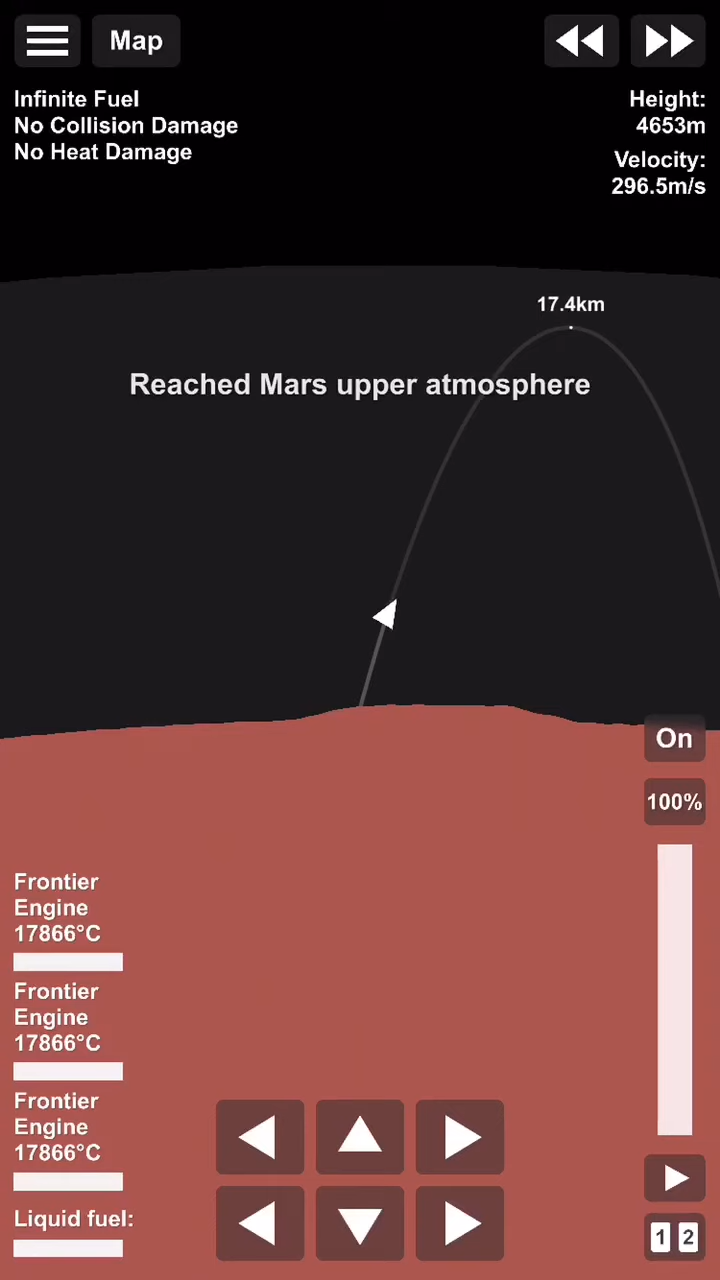 Map
Infinite Fuel
No Collision Damage
No Heat Damage
Height:
4653m
Velocity:
296.5m/s
17.4km
Reached Mars upper atmosphere
On
100%
Frontier
Engine
17866°C
Frontier
Engine
17866°C
Frontier
Engine
17866°C
Liquid fuel:
1 2